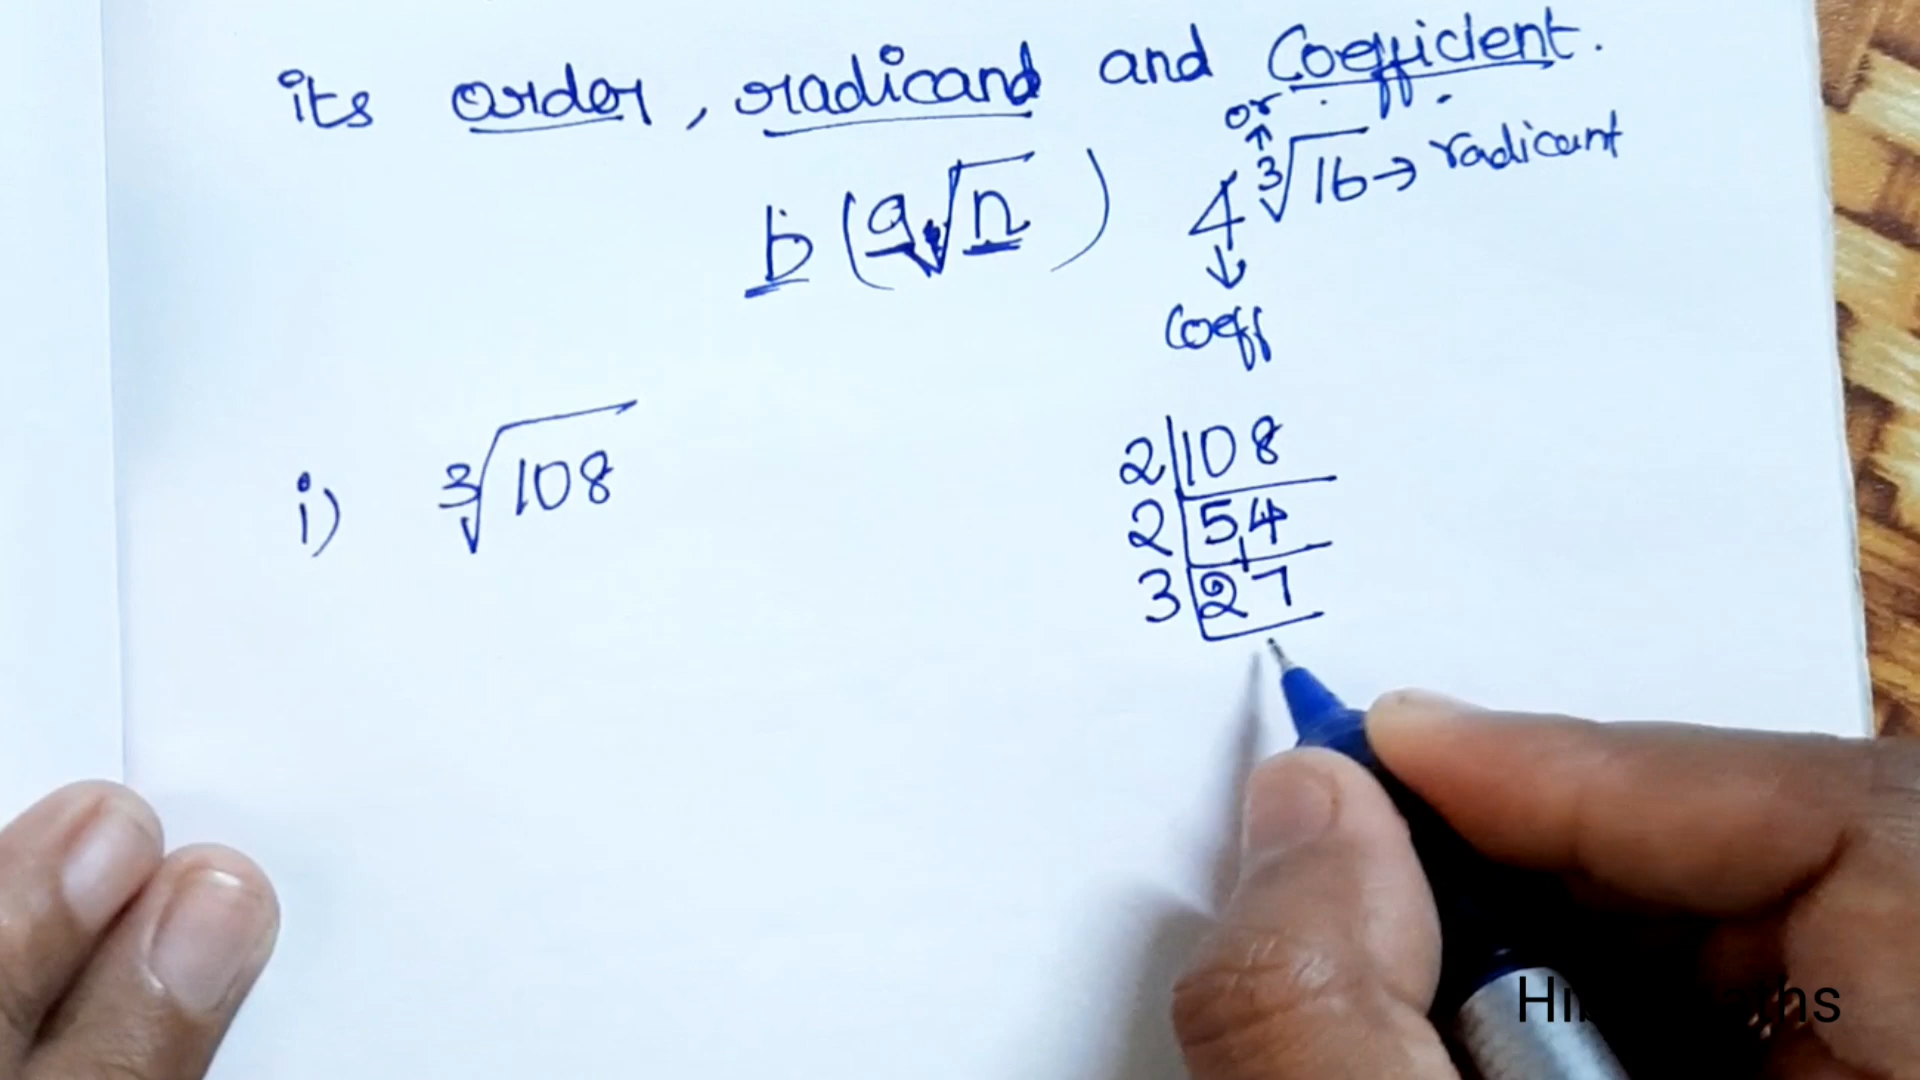 its order, radicand and Coefficient.
or
b (a√n) 4 ³√16 → radicant
↓
Coeff
i) ³√108
2 108
2 54
3 27